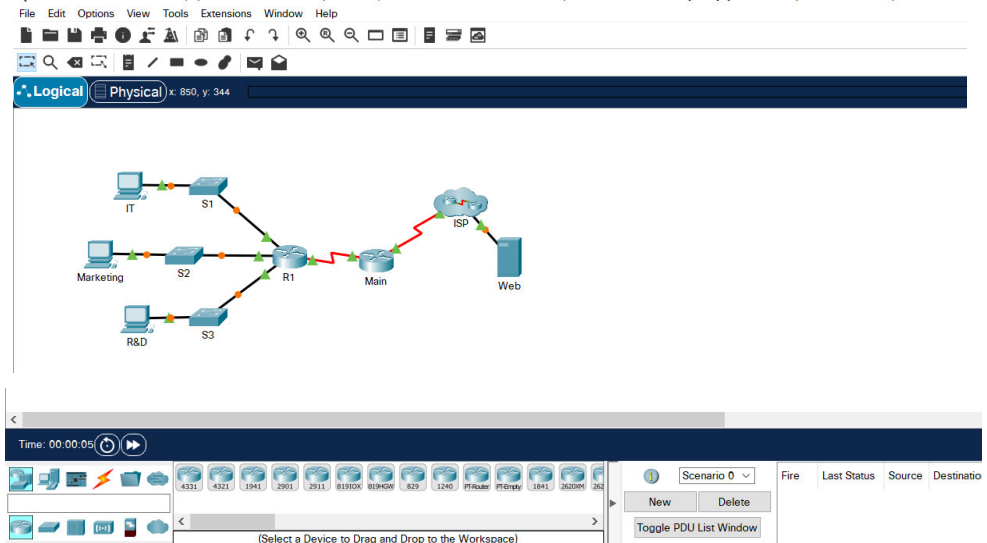 File Edit Options View Tools Extensions Window Help
Logical Physical x: 850, y: 344
IT
S1
ISP
Marketing
S2
R1
Main
Web
R&D
S3
Time: 00:00:05
4331 4321 1941 2901 2911 819IOX 819HGW 829 1240 PT-Router PT-Empty 1841 2620XM 262
Scenario 0
Fire Last Status Source Destinatio
New Delete
Toggle PDU List Window
(Select a Device to Drag and Drop to the Workspace)